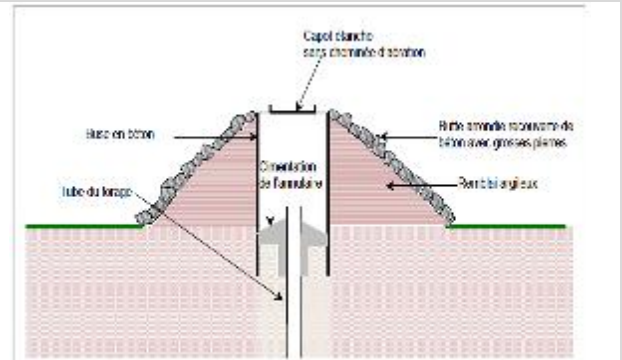 Capot étanche
sans cheminée d'aération
Buse en béton
Butte arrondie recouverte de
béton avec grosses pierres
Cimentation
de l'annulaire
Remblai argileux
Tube du forage